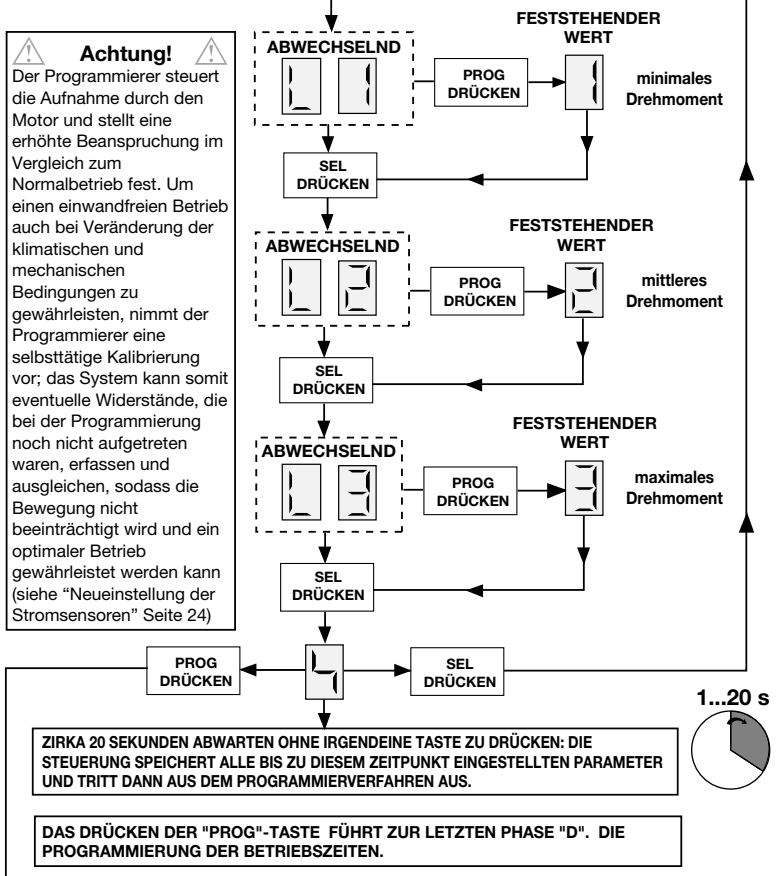 Achtung!
Der Programmierer steuert
die Aufnahme durch den
Motor und stellt eine
erhöhte Beanspruchung im
Vergleich zum
Normalbetrieb fest. Um
einen einwandfreien Betrieb
auch bei Veränderung der
klimatischen und
mechanischen
Bedingungen zu
gewährleisten, nimmt der
Programmierer eine
selbsttätige Kalibrierung
vor; das System kann somit
eventuelle Widerstände, die
bei der Programmierung
noch nicht aufgetreten
waren, erfassen und
ausgleichen, sodass die
Bewegung nicht
beeinträchtigt wird und ein
optimaler Betrieb
gewährleistet werden kann
(siehe “Neueinstellung der
Stromsensoren” Seite 24)
ABWECHSELND
L 1
PROG
DRÜCKEN
FESTSTEHENDER
WERT
1
minimales
Drehmoment
SEL
DRÜCKEN
ABWECHSELND
L 2
PROG
DRÜCKEN
FESTSTEHENDER
WERT
2
mittleres
Drehmoment
SEL
DRÜCKEN
ABWECHSELND
L 3
PROG
DRÜCKEN
FESTSTEHENDER
WERT
3
maximales
Drehmoment
SEL
DRÜCKEN
PROG
DRÜCKEN
4
SEL
DRÜCKEN
1...20 s
ZIRKA 20 SEKUNDEN ABWARTEN OHNE IRGENDEINE TASTE ZU DRÜCKEN: DIE
STEUERUNG SPEICHERT ALLE BIS ZU DIESEM ZEITPUNKT EINGESTELLTEN PARAMETER
UND TRITT DANN AUS DEM PROGRAMMIERVERFAHREN AUS.
DAS DRÜCKEN DER "PROG"-TASTE FÜHRT ZUR LETZTEN PHASE "D". DIE
PROGRAMMIERUNG DER BETRIEBSZEITEN.